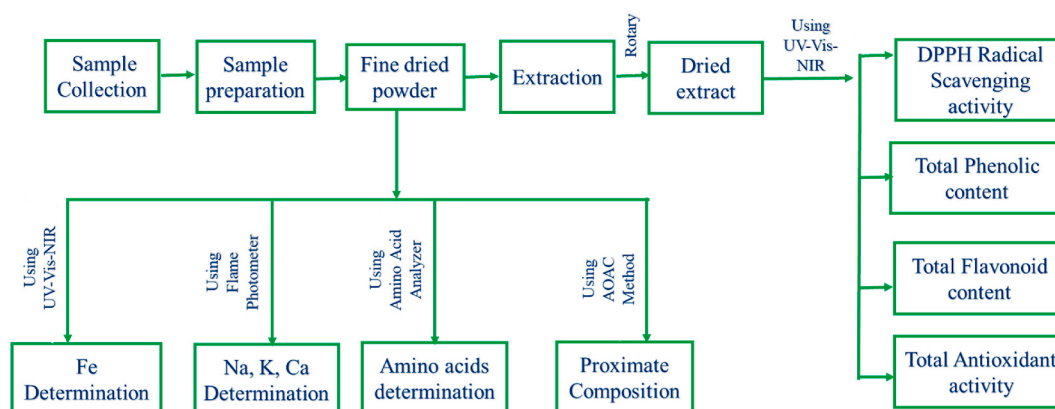 Sample
Collection
Sample
preparation
Fine dried
powder
Extraction
Rotary
Dried
extract
Using
UV-Vis-
NIR
DPPH Radical
Scavenging
activity
Total Phenolic
content
Total Flavonoid
content
Total Antioxidant
activity
Using
UV-Vis-NIR
Using
Flame
Photometer
Using
Amino Acid
Analyzer
Using
AOAC
Method
Fe
Determination
Na, K, Ca
Determination
Amino acids
determination
Proximate
Composition